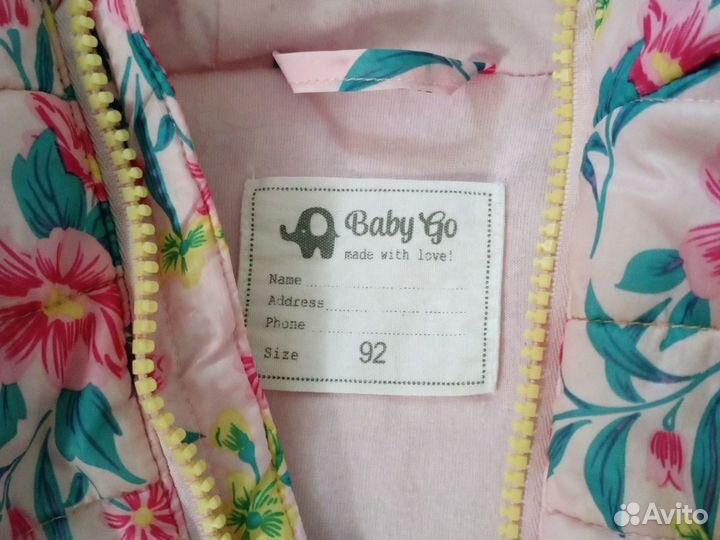 Baby Go
made with love!
Name
Address
Phone
Size 92
Avito